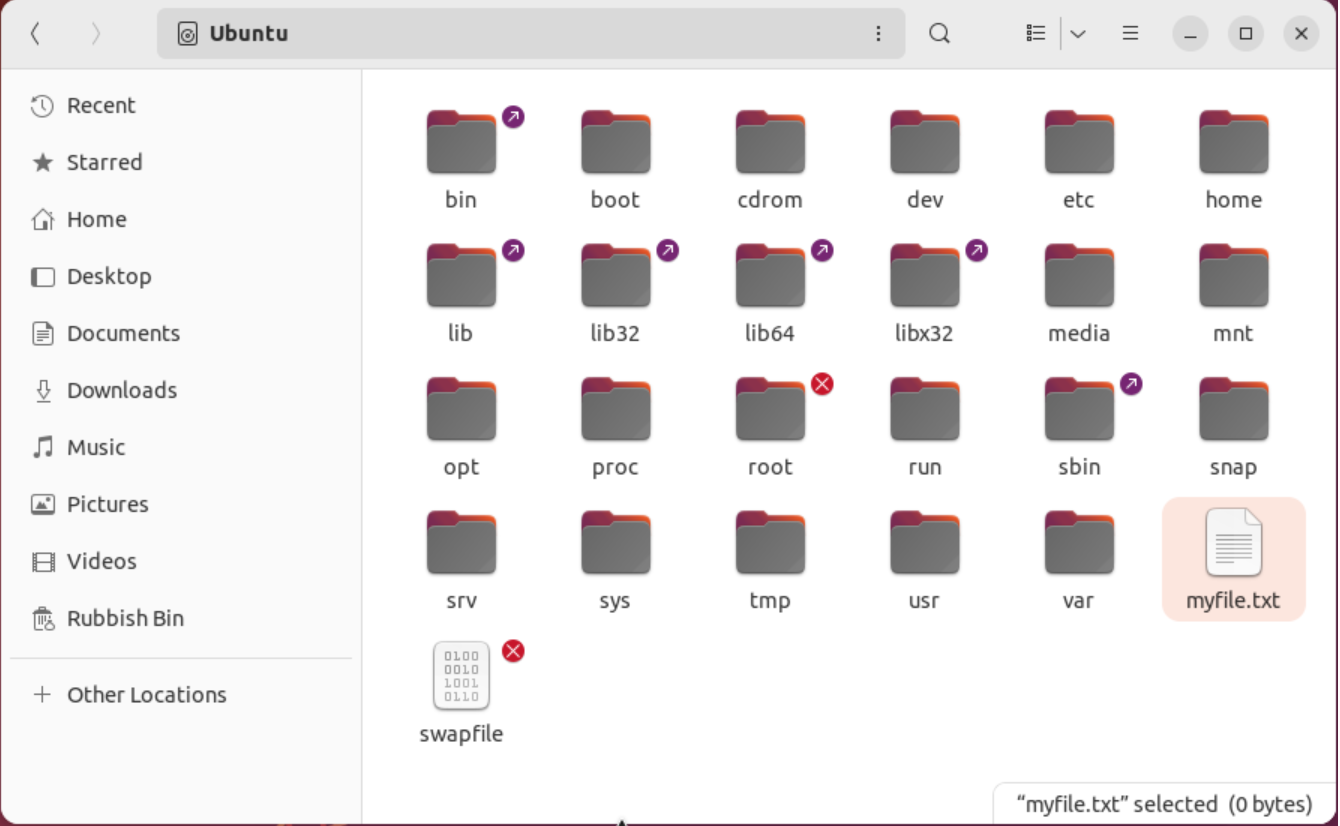 Ubuntu
Recent
Starred
Home
Desktop
Documents
Downloads
Music
Pictures
Videos
Rubbish Bin
Other Locations
bin boot cdrom dev etc home
lib lib32 lib64 libx32 media mnt
opt proc root run sbin snap
srv sys tmp usr var myfile.txt
0100
0010
1001
0110
swapfile
“myfile.txt” selected (0 bytes)